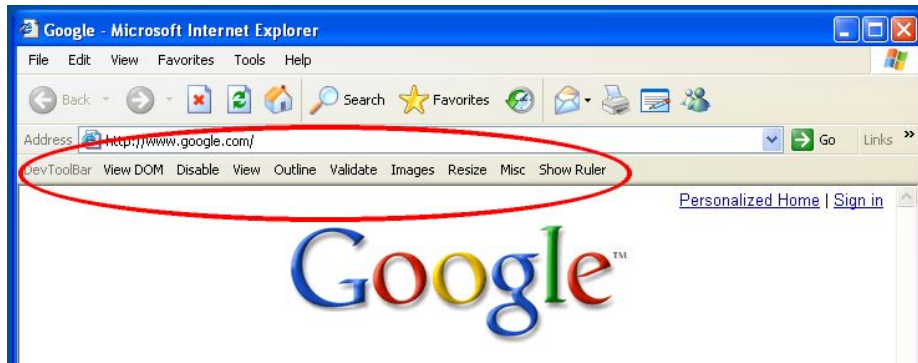 Google - Microsoft Internet Explorer
File Edit View Favorites Tools Help
Back Search Favorites
Address http://www.google.com/ Go Links »
DevToolBar View DOM Disable View Outline Validate Images Resize Misc Show Ruler
Personalized Home | Sign in
Google™